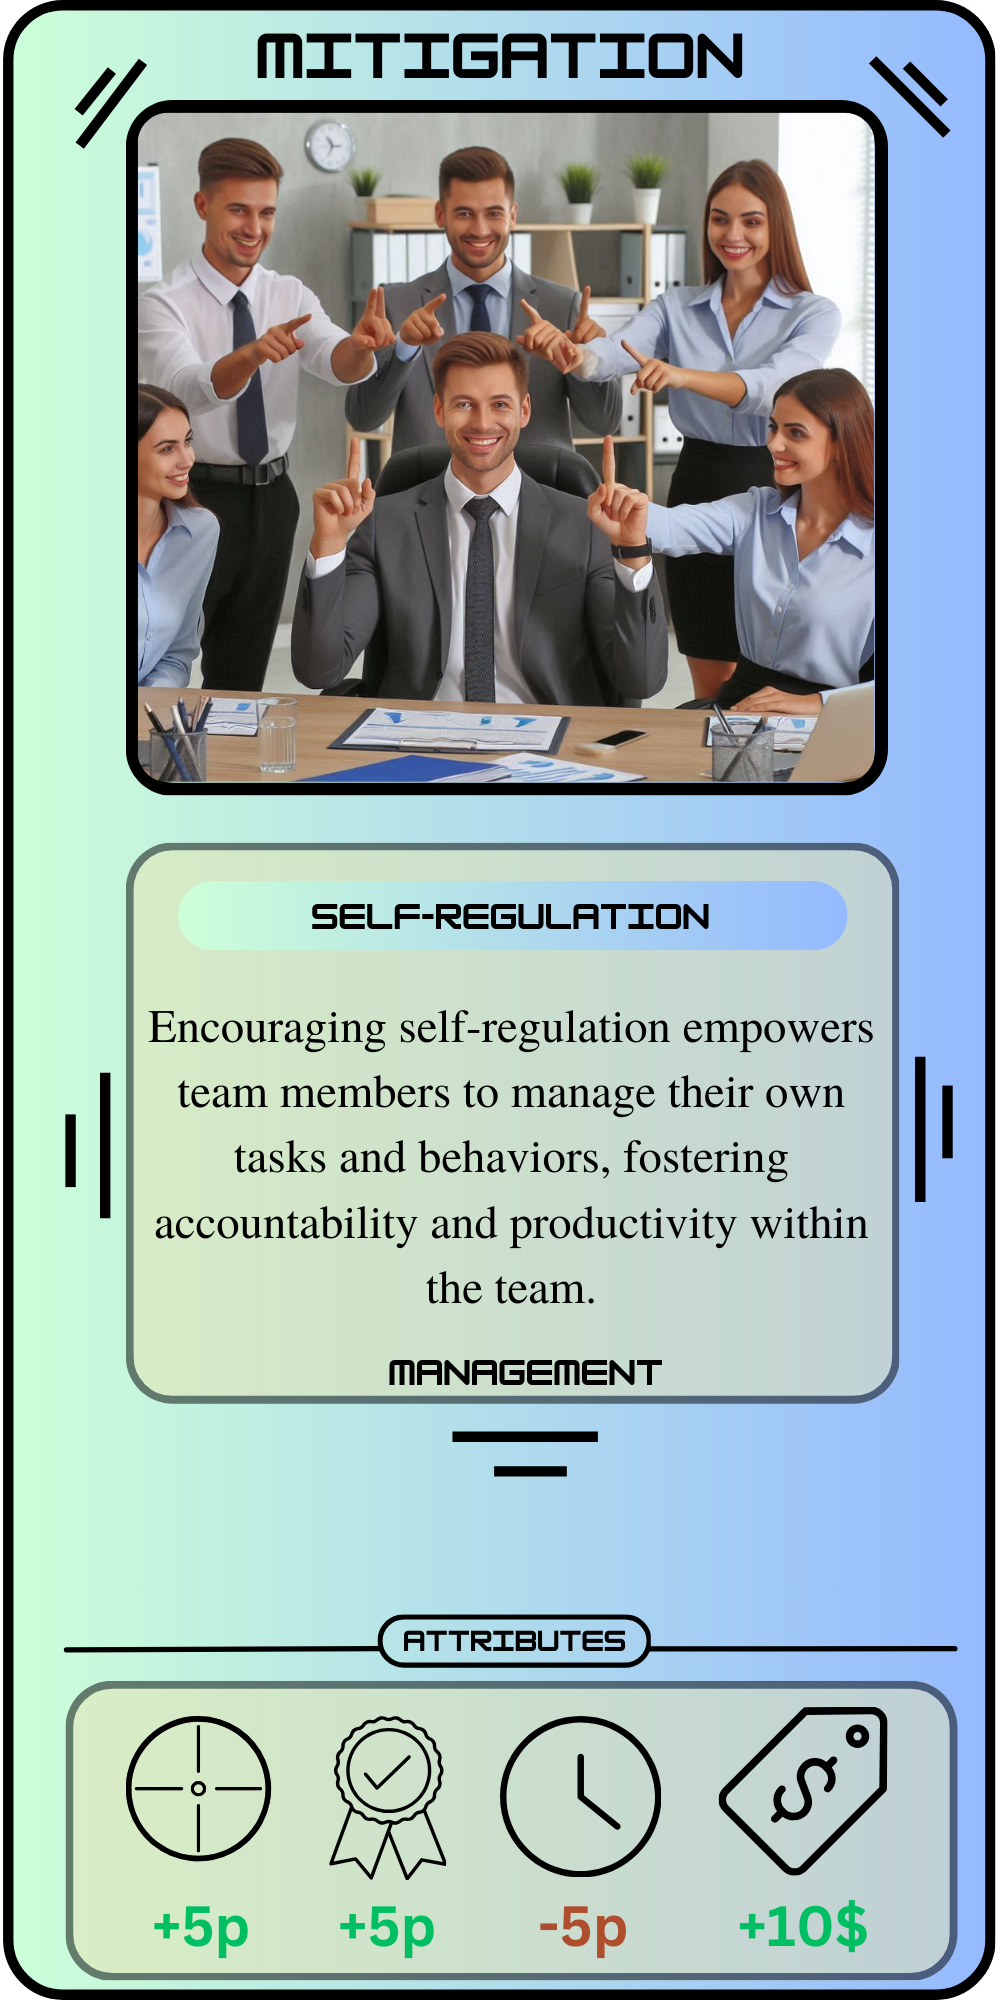 MITIGATION
SELF-REGULATION
Encouraging self-regulation empowers
team members to manage their own
tasks and behaviors, fostering
accountability and productivity within
the team.
MANAGEMENT
ATTRIBUTES
+5p +5p -5p +10$